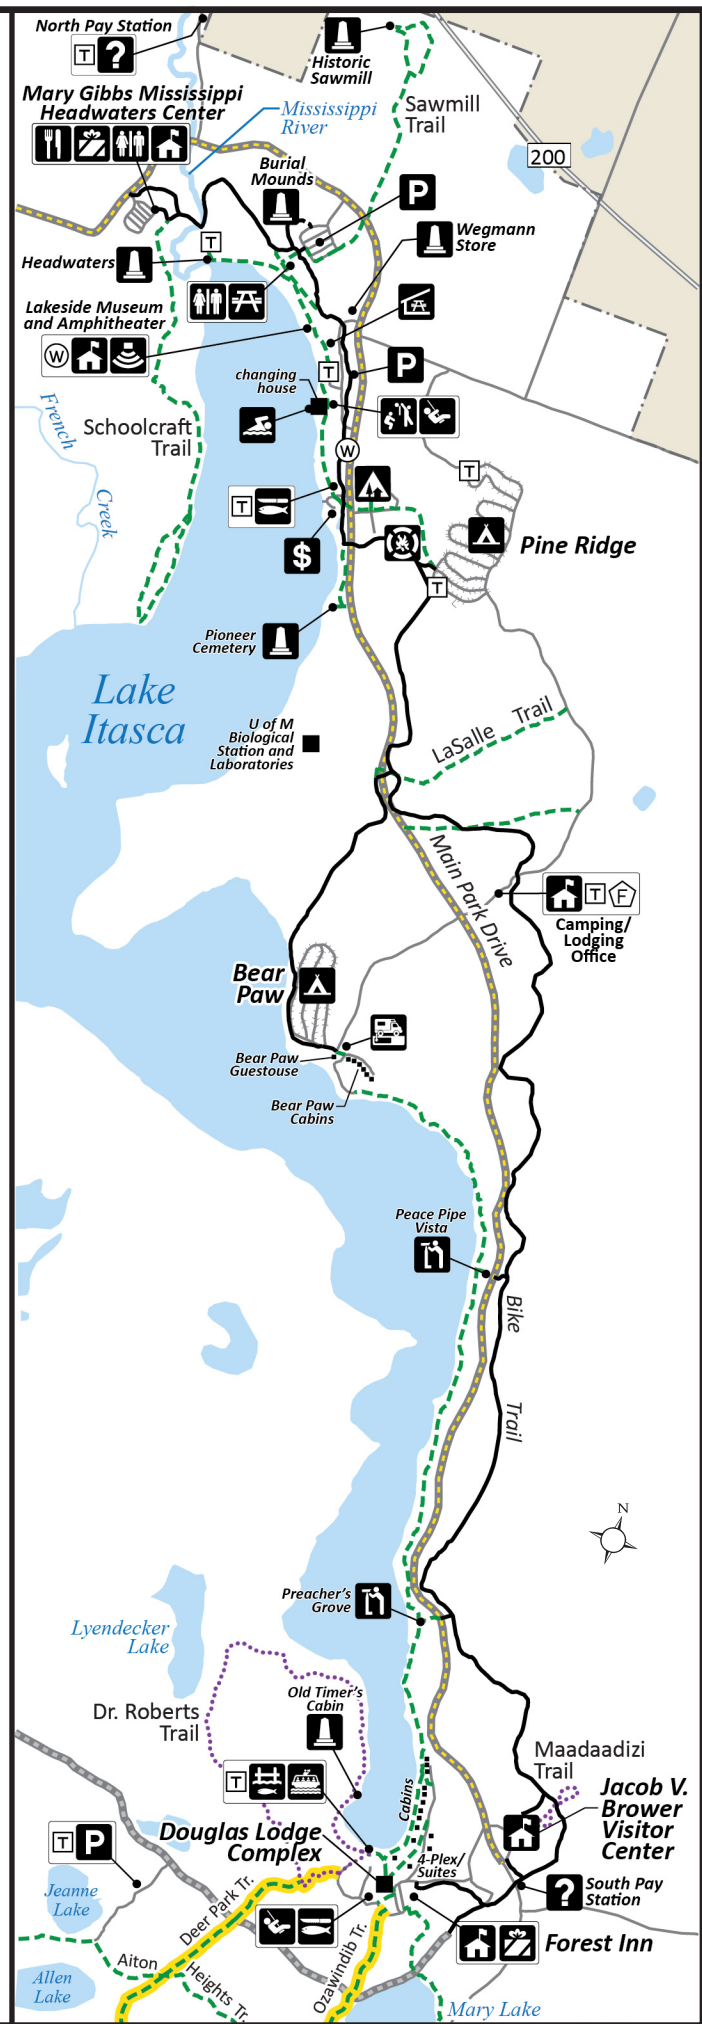 North Pay Station
T ?
Historic
Sawmill
Mary Gibbs Mississippi
Headwaters Center
Mississippi
River
Sawmill
Trail
200
Burial
Mounds
P
Wegmann
Store
T
Headwaters
Lakeside Museum
and Amphitheater
W
P
T
changing
house
French
Creek
Schoolcraft
Trail
W
T
T
$
Pine Ridge
T
Pioneer
Cemetery
Lake
Itasca
U of M
Biological
Station and
Laboratories
LaSalle Trail
Main Park Drive
T F
Camping/
Lodging
Office
Bear
Paw
Bear Paw
Guestouse
Bear Paw
Cabins
Peace Pipe
Vista
Bike
Trail
N
Preacher's
Grove
Lyendecker
Lake
Old Timer's
Cabin
Dr. Roberts
Trail
T
Maadaadizi
Trail
Cabins
Jacob V.
Brower
Visitor
Center
Douglas Lodge
Complex
4-Plex/
Suites
T P
?
South Pay
Station
Jeanne
Lake
Deer Park Tr.
Forest Inn
Aiton
Heights Tr.
Ozawindib Tr.
Allen
Lake
Mary Lake